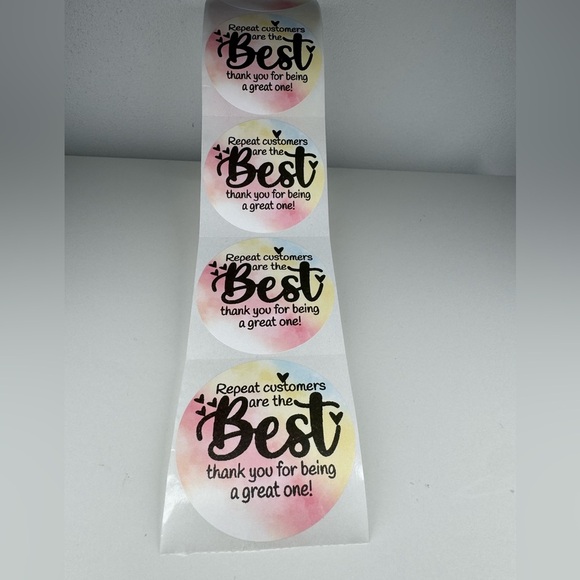 Repeat customers
are the
Best
thank you for being
a great one!
Repeat customers
are the
Best
thank you for being
a great one!
Repeat customers
are the
Best
thank you for being
a great one!
Repeat customers
are the
Best
thank you for being
a great one!